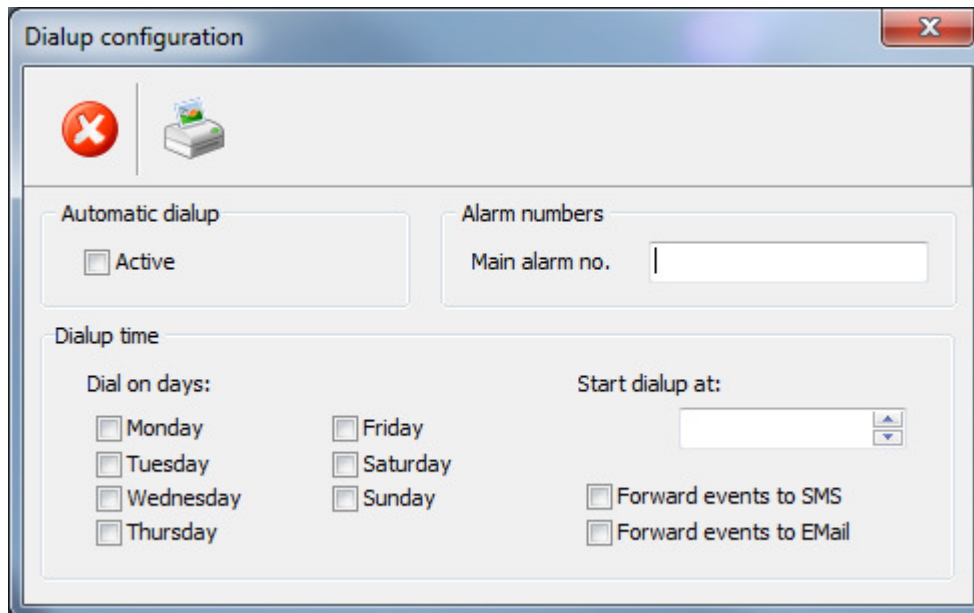 Dialup configuration
Automatic dialup
Active
Alarm numbers
Main alarm no.
Dialup time
Dial on days:
Monday
Tuesday
Wednesday
Thursday
Friday
Saturday
Sunday
Start dialup at:
Forward events to SMS
Forward events to EMail